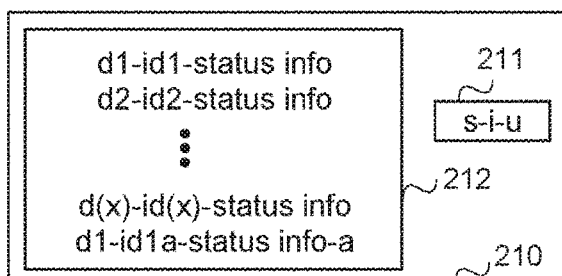 d1-id1-status info
d2-id2-status info
d(x)-id(x)-status info
d1-id1a-status info-a
211
s-i-u
212
210